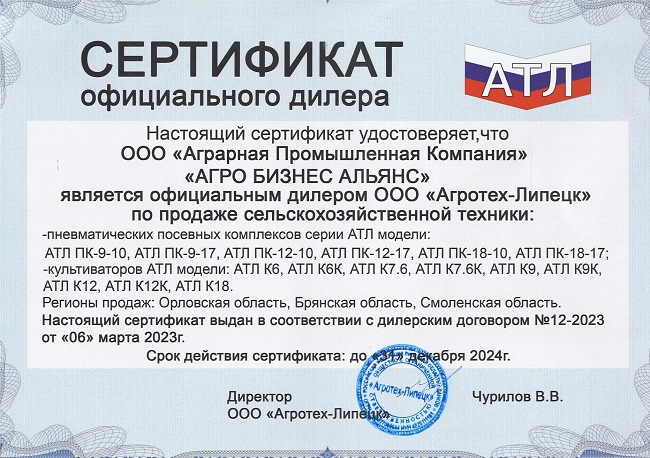 СЕРТИФИКАТ
официального дилера
АТЛ
Настоящий сертификат удостоверяет,что
ООО «Аграрная Промышленная Компания»
«АГРО БИЗНЕС АЛЬЯНС»
является официальным дилером ООО «Агротех-Липецк»
по продаже сельскохозяйственной техники:
-пневматических посевных комплексов серии АТЛ модели:
АТЛ ПК-9-10, АТЛ ПК-9-17, АТЛ ПК-12-10, АТЛ ПК-12-17, АТЛ ПК-18-10, АТЛ ПК-18-17;
-культиваторов АТЛ модели: АТЛ К6, АТЛ К6К, АТЛ К7.6, АТЛ К7.6К, АТЛ К9, АТЛ К9К,
АТЛ К12, АТЛ К12К, АТЛ К18.
Регионы продаж: Орловская область, Брянская область, Смоленская область.
Настоящий сертификат выдан в соответствии с дилерским договором №12-2023
от «06» марта 2023г.
Срок действия сертификата: до «31» декабря 2024г.
Директор
ООО «Агротех-Липецк»
«Агротех-Липецк»
Чурилов В.В.